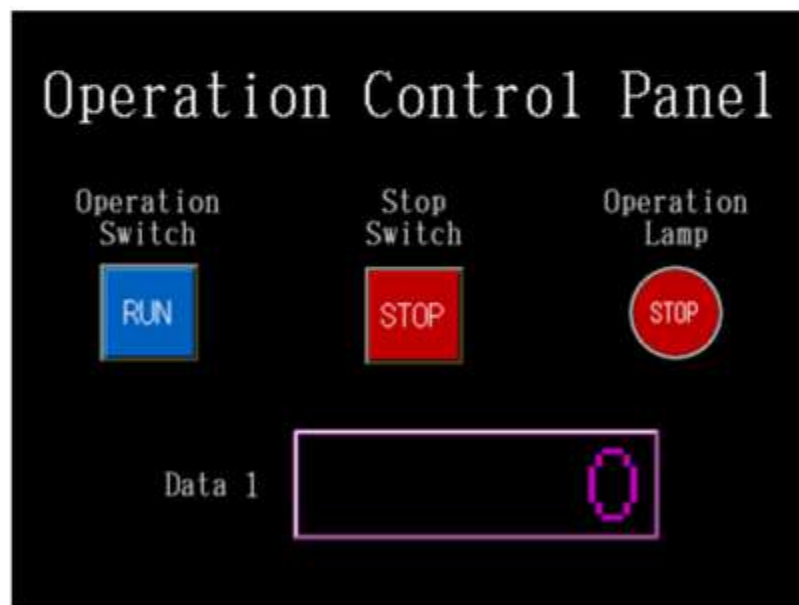 Operation Control Panel
Operation
Switch
Stop
Switch
Operation
Lamp
RUN
STOP
STOP
Data 1
0